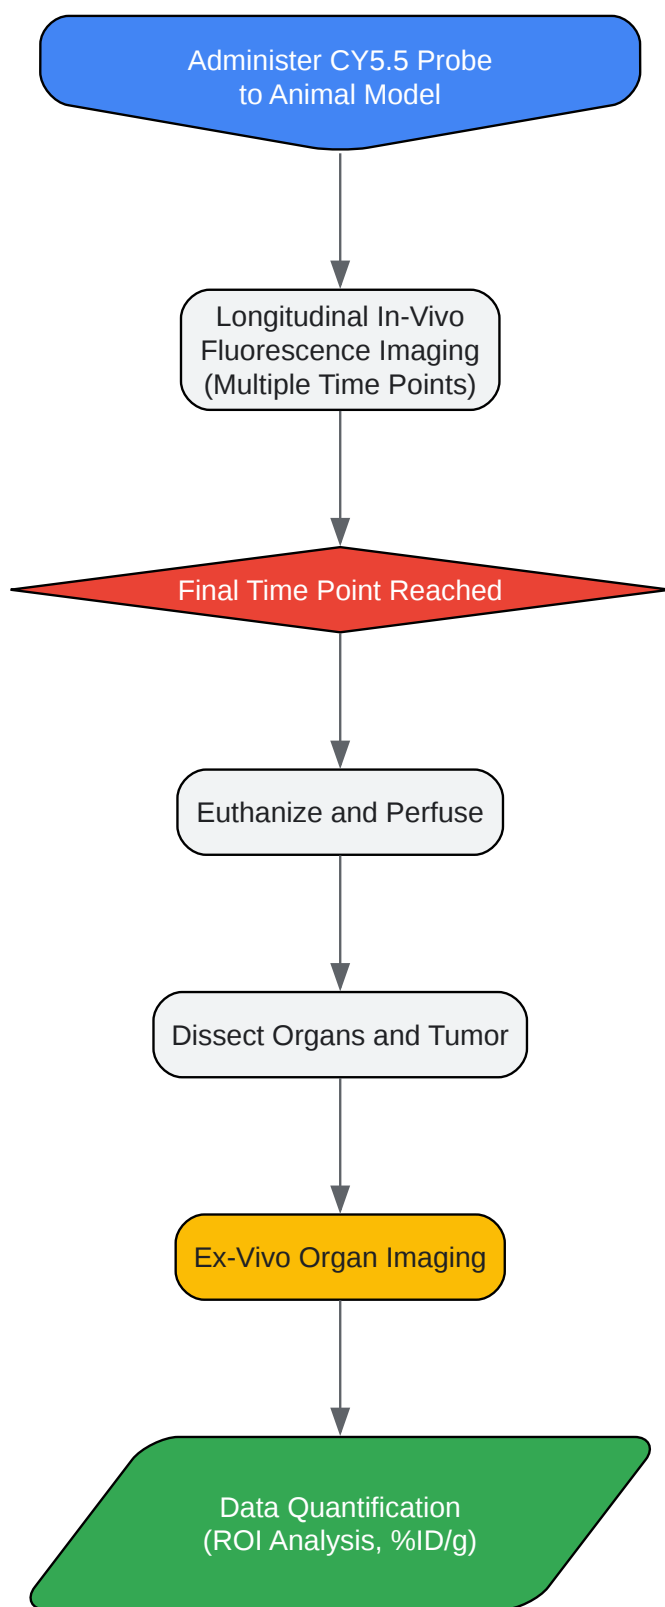 Administer CY5.5 Probe
to Animal Model
Longitudinal In-Vivo
Fluorescence Imaging
(Multiple Time Points)
Final Time Point Reached
Euthanize and Perfuse
Dissect Organs and Tumor
Ex-Vivo Organ Imaging
Data Quantification
(ROI Analysis, %ID/g)